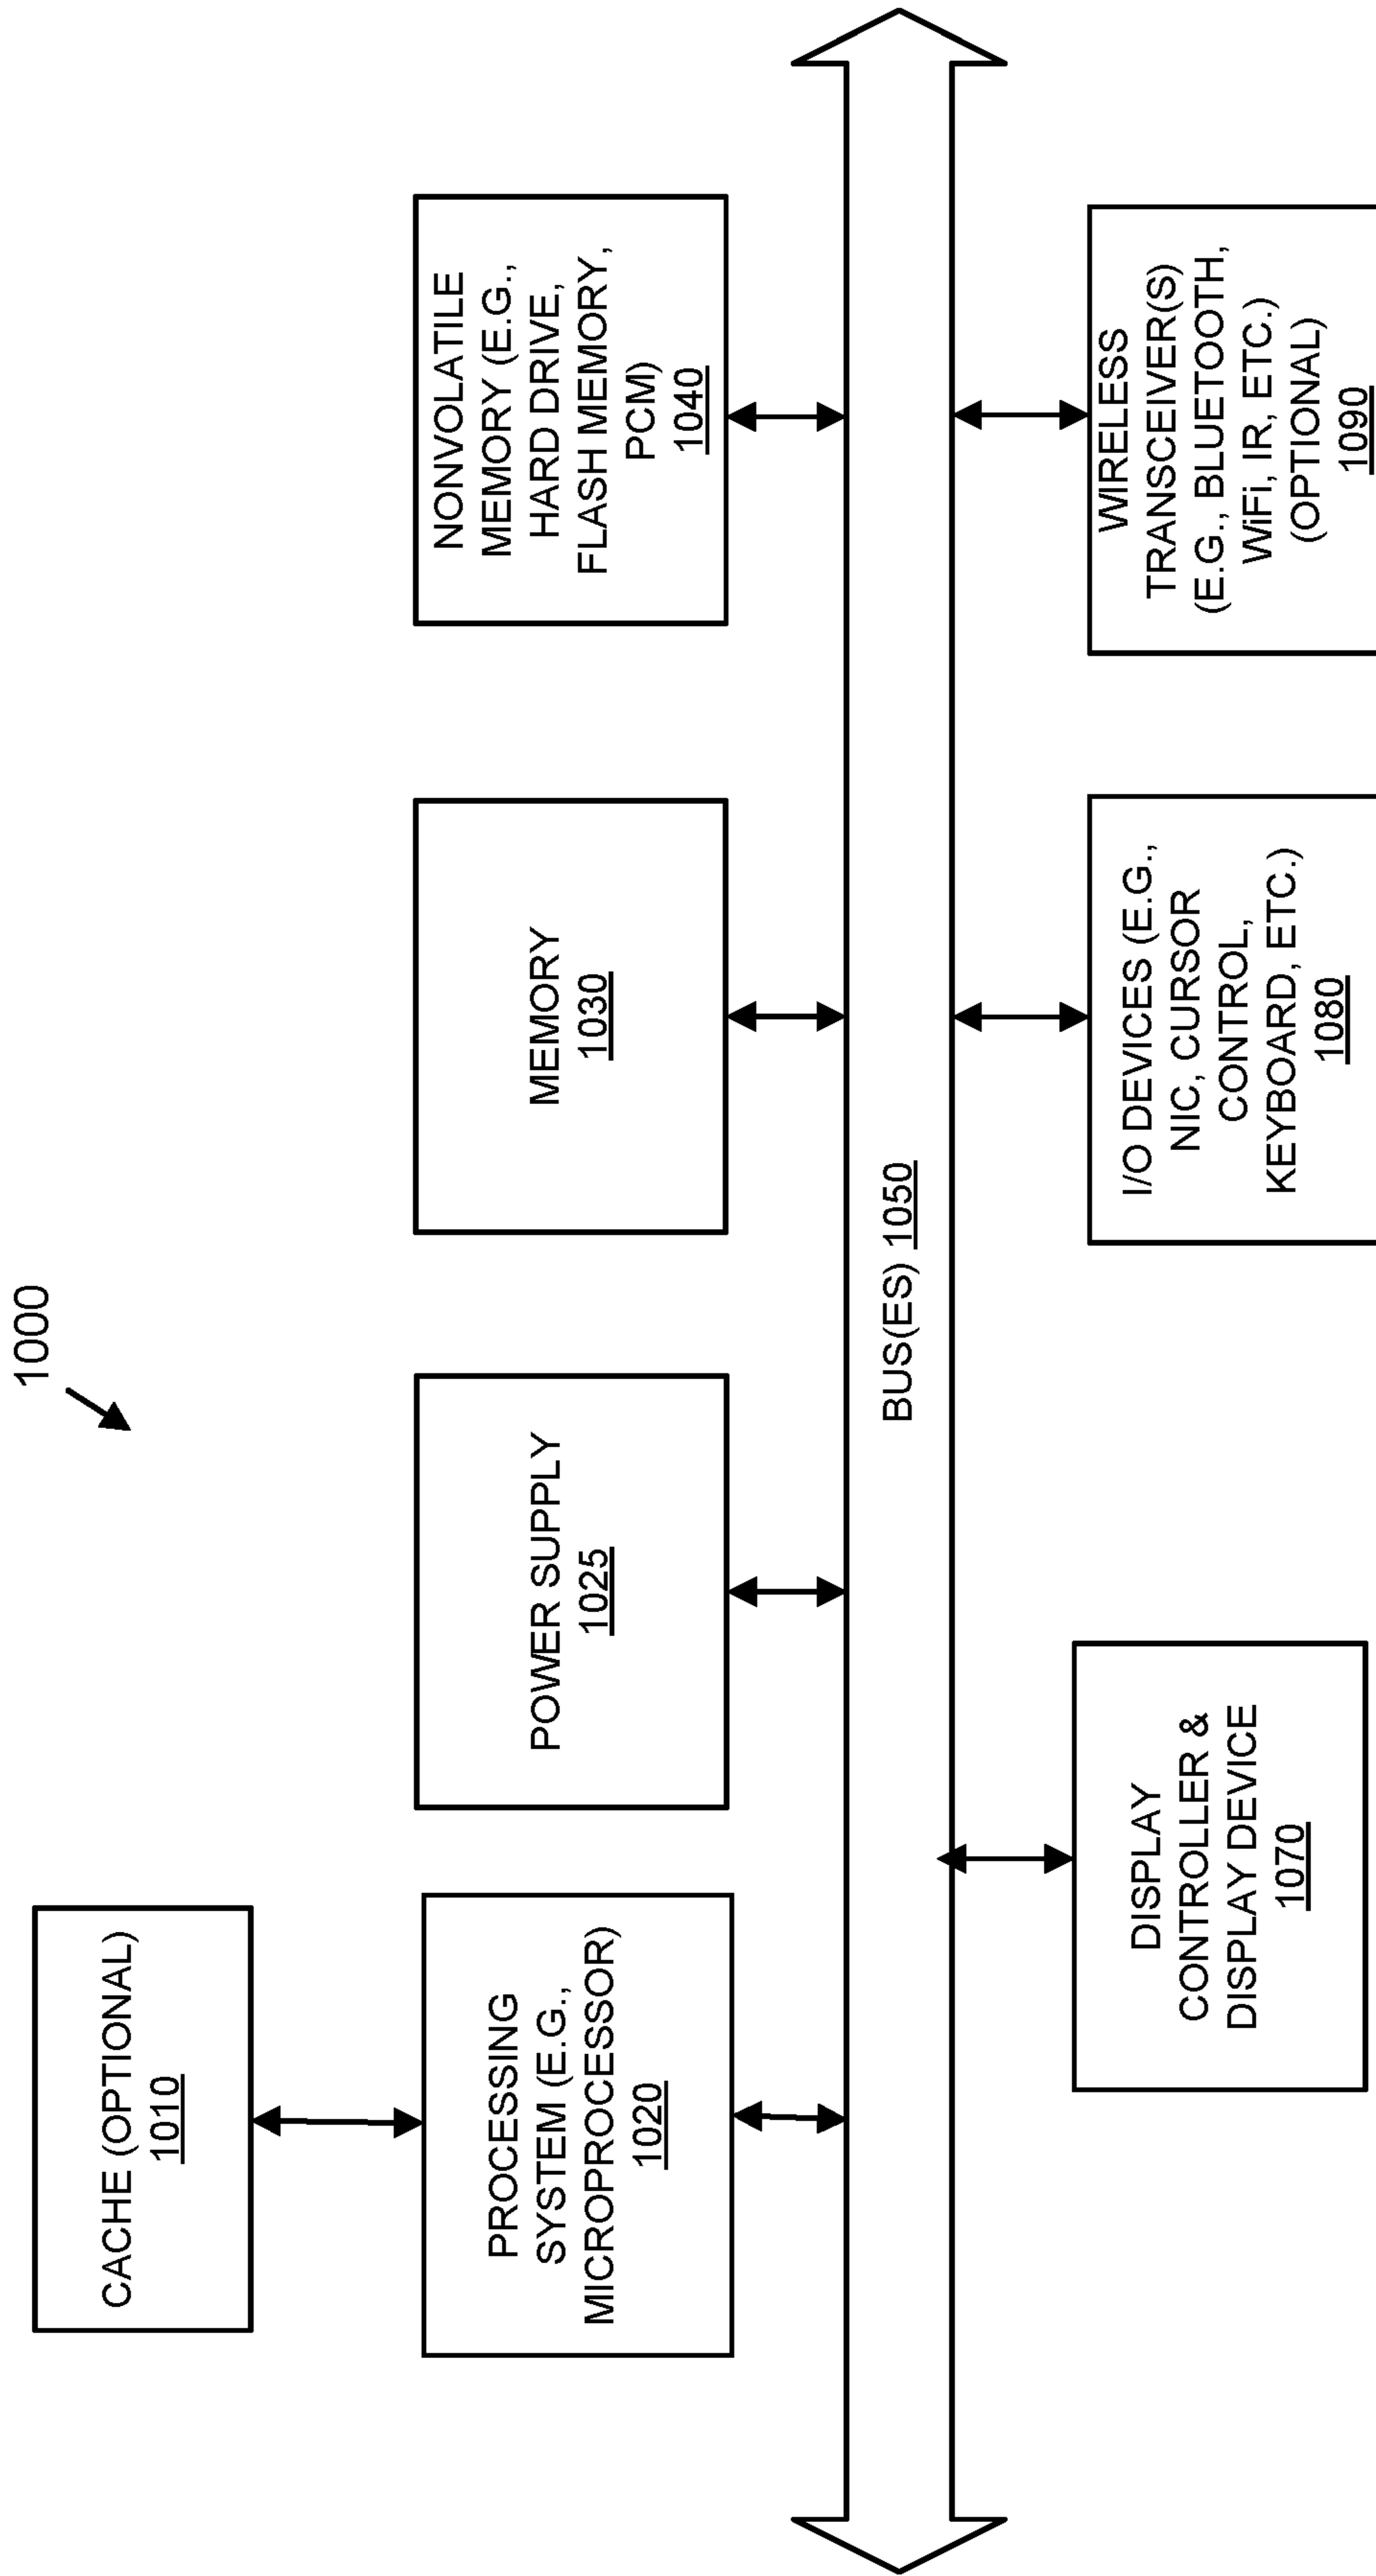 1000
CACHE (OPTIONAL)
1010
PROCESSING
SYSTEM (E.G.,
MICROPROCESSOR)
1020
POWER SUPPLY
1025
MEMORY
1030
NONVOLATILE
MEMORY (E.G.,
HARD DRIVE,
FLASH MEMORY,
PCM)
1040
BUS(ES) 1050
DISPLAY
CONTROLLER &
DISPLAY DEVICE
1070
I/O DEVICES (E.G.,
NIC, CURSOR
CONTROL,
KEYBOARD, ETC.)
1080
WIRELESS
TRANSCEIVER(S)
(E.G., BLUETOOTH,
WiFi, IR, ETC.)
(OPTIONAL)
1090